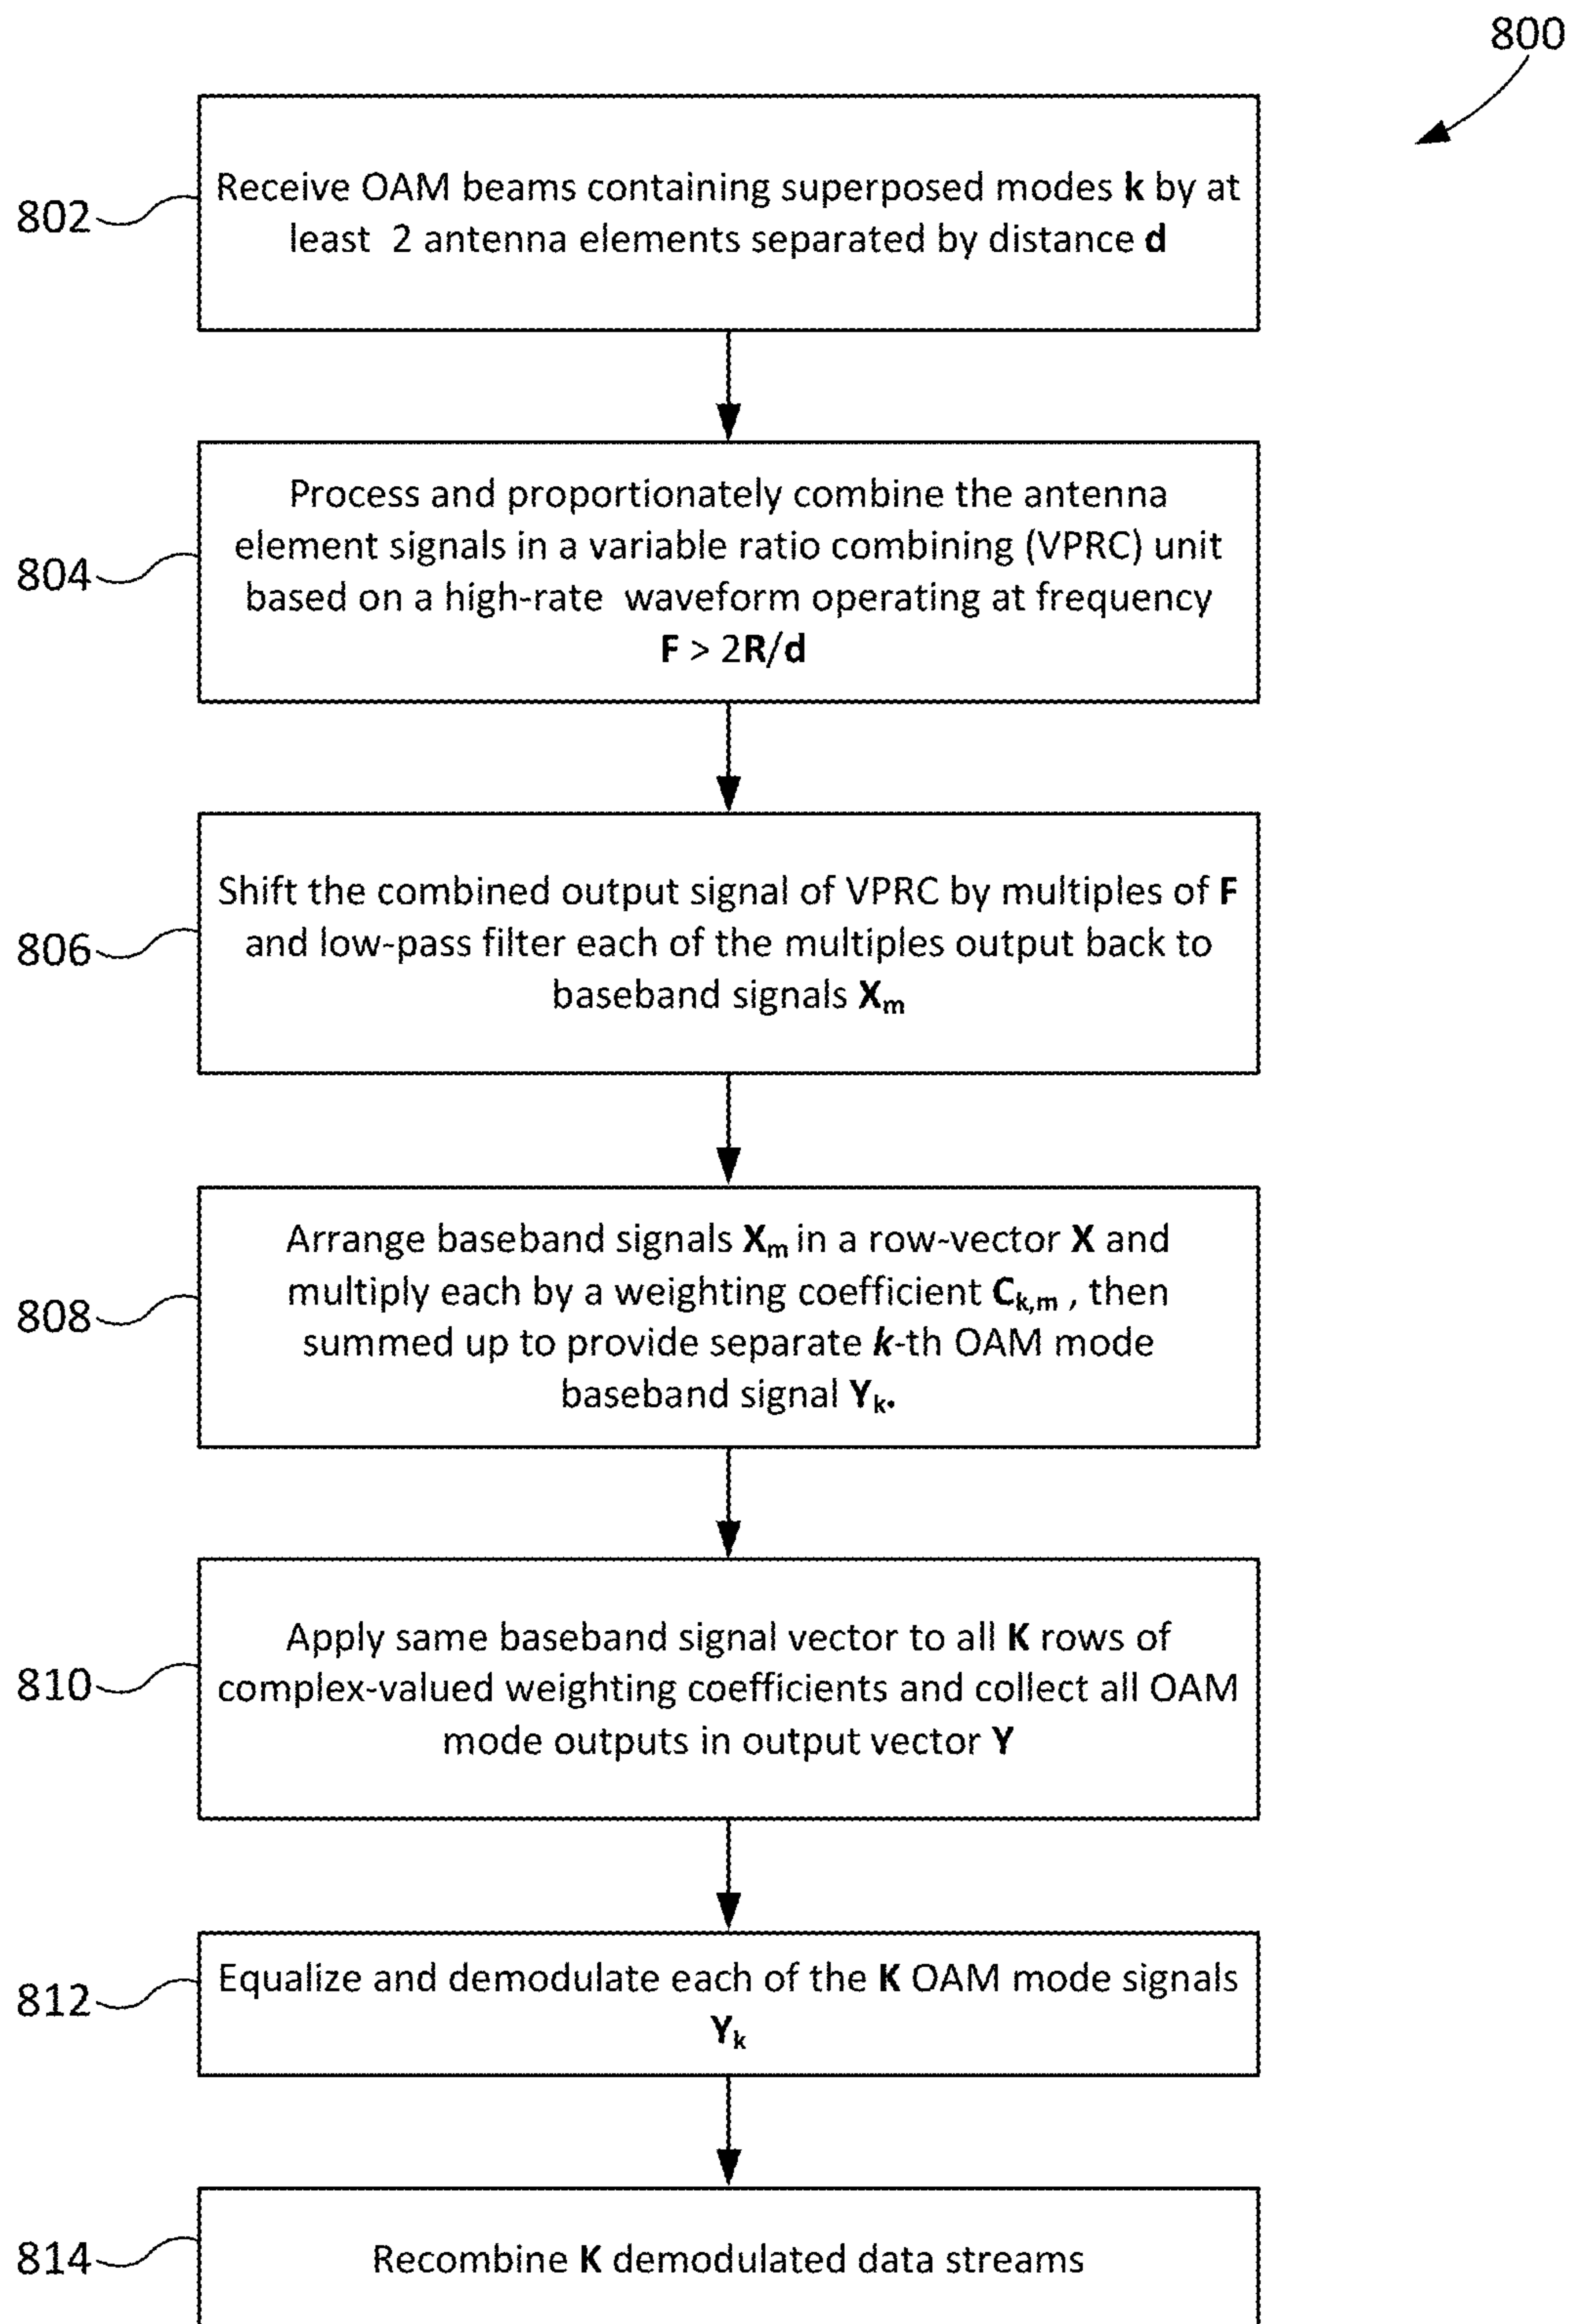 800
802
Receive OAM beams containing superposed modes k by at
least 2 antenna elements separated by distance d
804
Process and proportionately combine the antenna
element signals in a variable ratio combining (VPRC) unit
based on a high-rate waveform operating at frequency
F > 2R/d
806
Shift the combined output signal of VPRC by multiples of F
and low-pass filter each of the multiples output back to
baseband signals Xm
808
Arrange baseband signals Xm in a row-vector X and
multiply each by a weighting coefficient Ck,m , then
summed up to provide separate k-th OAM mode
baseband signal Yk.
810
Apply same baseband signal vector to all K rows of
complex-valued weighting coefficients and collect all OAM
mode outputs in output vector Y
812
Equalize and demodulate each of the K OAM mode signals
Yk
814
Recombine K demodulated data streams